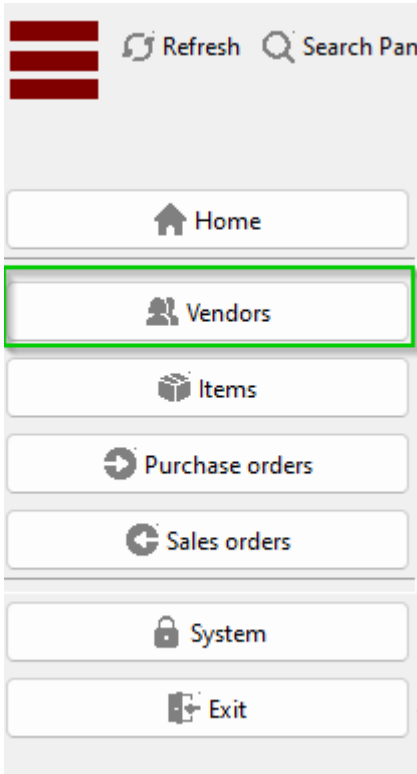 Refresh Search Pan
Home
Vendors
Items
Purchase orders
Sales orders
System
Exit